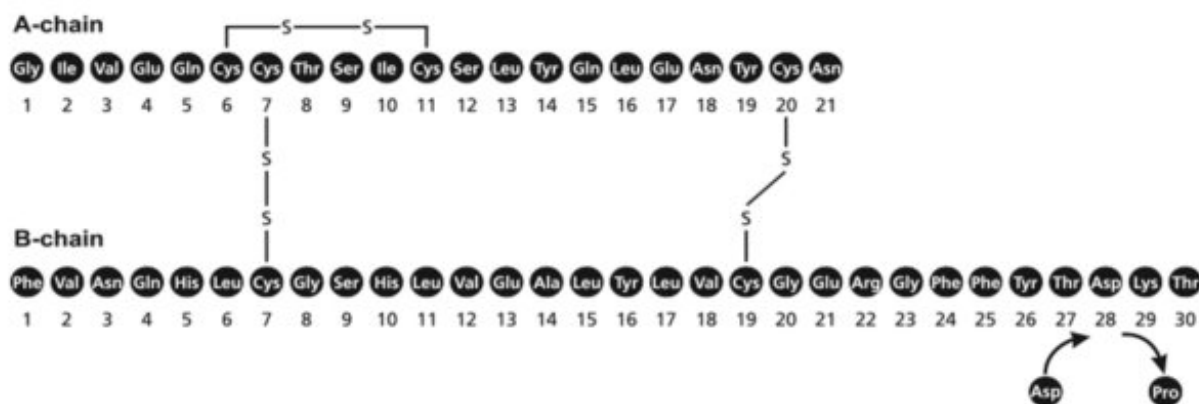 A-chain
S S
Gly Ile Val Glu Gln Cys Cys Thr Ser Ile Cys Ser Leu Tyr Gln Leu Glu Asn Tyr Cys Asn
1 2 3 4 5 6 7 8 9 10 11 12 13 14 15 16 17 18 19 20 21
S S
S S
B-chain
Phe Val Asn Gln His Leu Cys Gly Ser His Leu Val Glu Ala Leu Tyr Leu Val Cys Gly Glu Arg Gly Phe Phe Tyr Thr Asp Lys Thr
1 2 3 4 5 6 7 8 9 10 11 12 13 14 15 16 17 18 19 20 21 22 23 24 25 26 27 28 29 30
Asp Pro